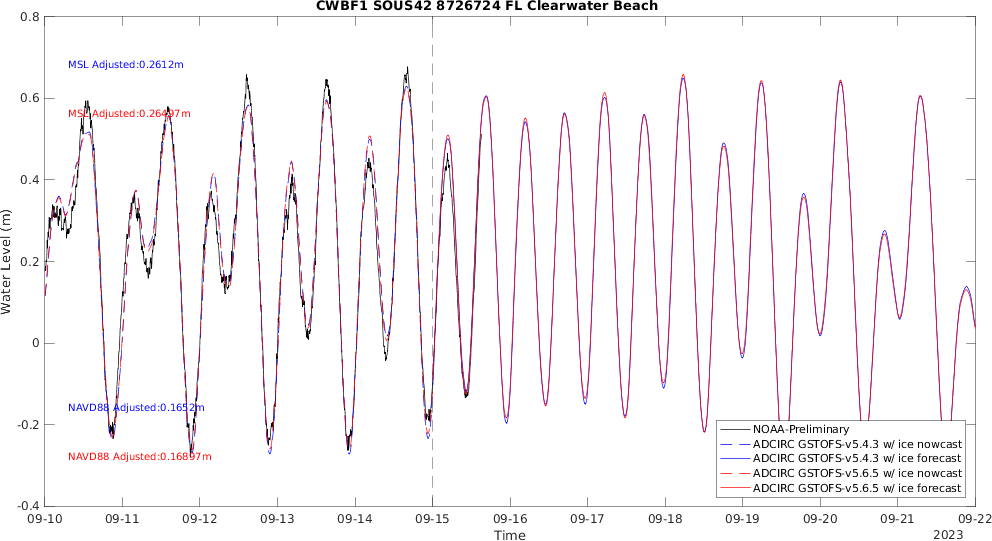 CWBF1 SOUS42 8726724 FL Clearwater Beach
0.8
0.6
0.4
0.2
0
-0.2
-0.4
Water Level (m)
MSL Adjusted:0.2612m
MSL Adjusted:0.26497m
NAVD88 Adjusted:0.1652m
NAVD88 Adjusted:0.16897m
NOAA-Preliminary
ADCIRC GSTOFS-v5.4.3 w/ ice nowcast
ADCIRC GSTOFS-v5.4.3 w/ ice forecast
ADCIRC GSTOFS-v5.6.5 w/ ice nowcast
ADCIRC GSTOFS-v5.6.5 w/ ice forecast
09-10 09-11 09-12 09-13 09-14 09-15 09-16 09-17 09-18 09-19 09-20 09-21 09-22
Time
2023